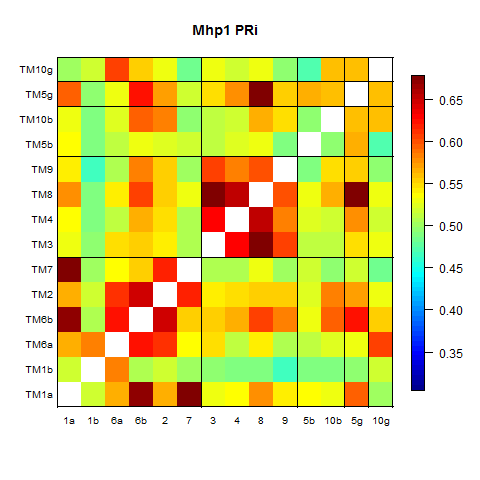 Mhp1 PRi
TM10g
TM5g
TM10b
TM5b
TM9
TM8
TM4
TM3
TM7
TM2
TM6b
TM6a
TM1b
TM1a
1a 1b 6a 6b 2 7 3 4 8 9 5b 10b 5g 10g
0.65
0.60
0.55
0.50
0.45
0.40
0.35